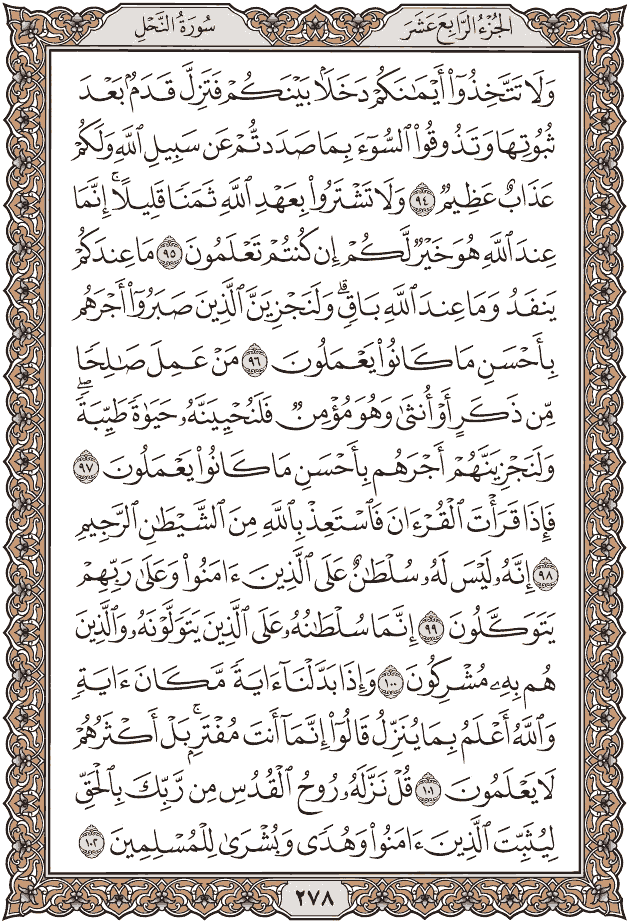 الجُزْءُ الرَّابِعَ عَشَرَ
سُورَةُ النَّحْلِ
وَلَا تَتَّخِذُوٓا۟ أَيْمَـٰنَكُمْ دَخَلًۢا بَيْنَكُمْ فَتَزِلَّ قَدَمٌۢ بَعْدَ
ثُبُوتِهَا وَتَذُوقُوا۟ ٱلسُّوٓءَ بِمَا صَدَدتُّمْ عَن سَبِيلِ ٱللَّهِ وَلَكُمْ
عَذَابٌ عَظِيمٌ ٩٤ وَلَا تَشْتَرُوا۟ بِعَهْدِ ٱللَّهِ ثَمَنًا قَلِيلًا ۚ إِنَّمَا
عِندَ ٱللَّهِ هُوَ خَيْرٌ لَّكُمْ إِن كُنتُمْ تَعْلَمُونَ ٩٥ مَا عِندَكُمْ
يَنفَدُ وَمَا عِندَ ٱللَّهِ بَاقٍ ۗ وَلَنَجْزِيَنَّ ٱلَّذِينَ صَبَرُوٓا۟ أَجْرَهُم
بِأَحْسَنِ مَا كَانُوا۟ يَعْمَلُونَ ٩٦ مَنْ عَمِلَ صَـٰلِحًا
مِّن ذَكَرٍ أَوْ أُنثَىٰ وَهُوَ مُؤْمِنٌ فَلَنُحْيِيَنَّهُۥ حَيَوٰةً طَيِّبَةً ۖ
وَلَنَجْزِيَنَّهُمْ أَجْرَهُم بِأَحْسَنِ مَا كَانُوا۟ يَعْمَلُونَ ٩٧
فَإِذَا قَرَأْتَ ٱلْقُرْءَانَ فَٱسْتَعِذْ بِٱللَّهِ مِنَ ٱلشَّيْطَـٰنِ ٱلرَّجِيمِ
٩٨ إِنَّهُۥ لَيْسَ لَهُۥ سُلْطَـٰنٌ عَلَى ٱلَّذِينَ ءَامَنُوا۟ وَعَلَىٰ رَبِّهِمْ
يَتَوَكَّلُونَ ٩٩ إِنَّمَا سُلْطَـٰنُهُۥ عَلَى ٱلَّذِينَ يَتَوَلَّوْنَهُۥ وَٱلَّذِينَ
هُم بِهِۦ مُشْرِكُونَ ١٠٠ وَإِذَا بَدَّلْنَآ ءَايَةً مَّكَانَ ءَايَةٍ ۙ
وَٱللَّهُ أَعْلَمُ بِمَا يُنَزِّلُ قَالُوٓا۟ إِنَّمَآ أَنتَ مُفْتَرٍۭ ۚ بَلْ أَكْثَرُهُمْ
لَا يَعْلَمُونَ ١٠١ قُلْ نَزَّلَهُۥ رُوحُ ٱلْقُدُسِ مِن رَّبِّكَ بِٱلْحَقِّ
لِيُثَبِّتَ ٱلَّذِينَ ءَامَنُوا۟ وَهُدًى وَبُشْرَىٰ لِلْمُسْلِمِينَ ١٠٢
٢٧٨